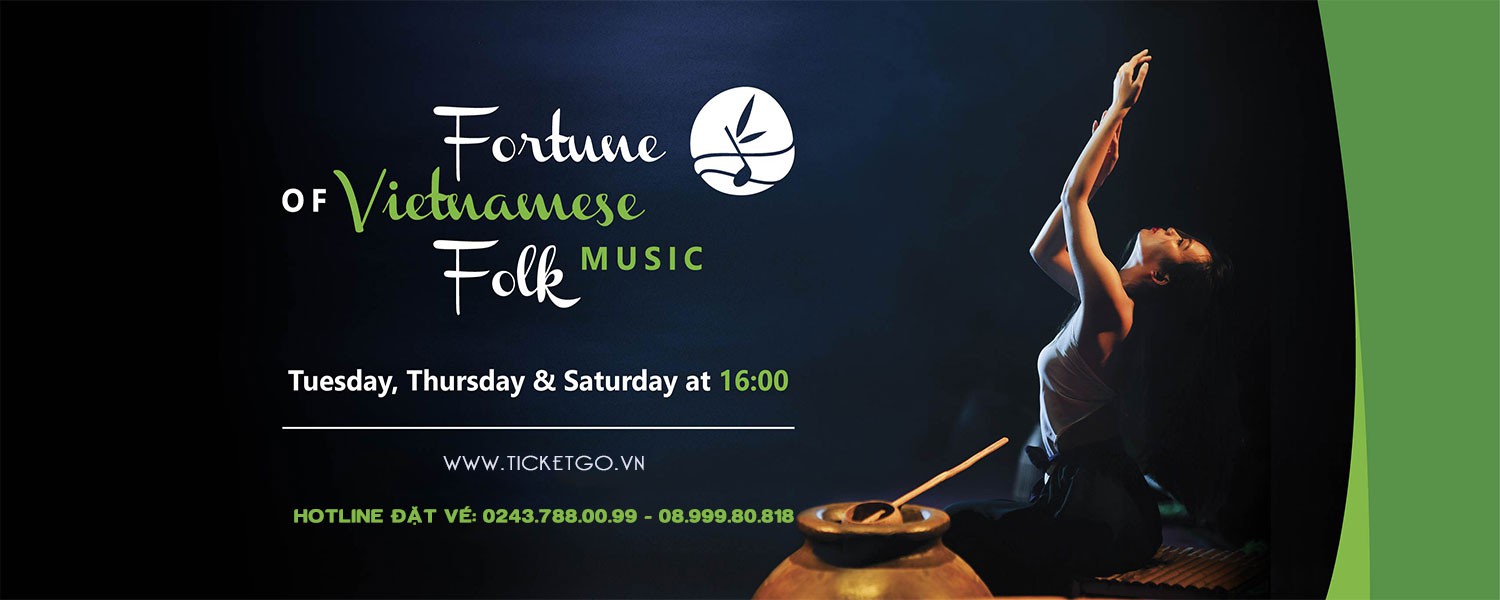 Fortune
OF Vietnamese
Folk MUSIC
Tuesday, Thursday & Saturday at 16:00
WWW.TICKETGO.VN
HOTLINE ĐẶT VÉ: 0243.788.00.99 - 08.999.80.818